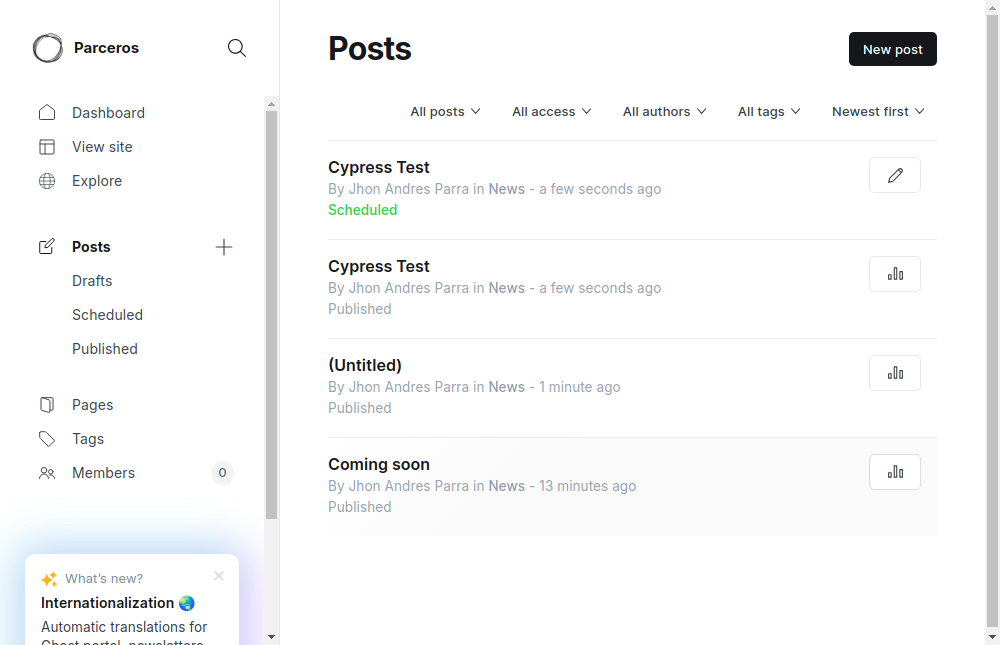 Parceros
Dashboard
View site
Explore
Posts
Drafts
Scheduled
Published
Pages
Tags
Members
0
What's new?
Internationalization 🌏
Automatic translations for
Ghost portal, newsletters
Posts
New post
All posts
All access
All authors
All tags
Newest first
Cypress Test
By Jhon Andres Parra in News - a few seconds ago
Scheduled
Cypress Test
By Jhon Andres Parra in News - a few seconds ago
Published
(Untitled)
By Jhon Andres Parra in News - 1 minute ago
Published
Coming soon
By Jhon Andres Parra in News - 13 minutes ago
Published